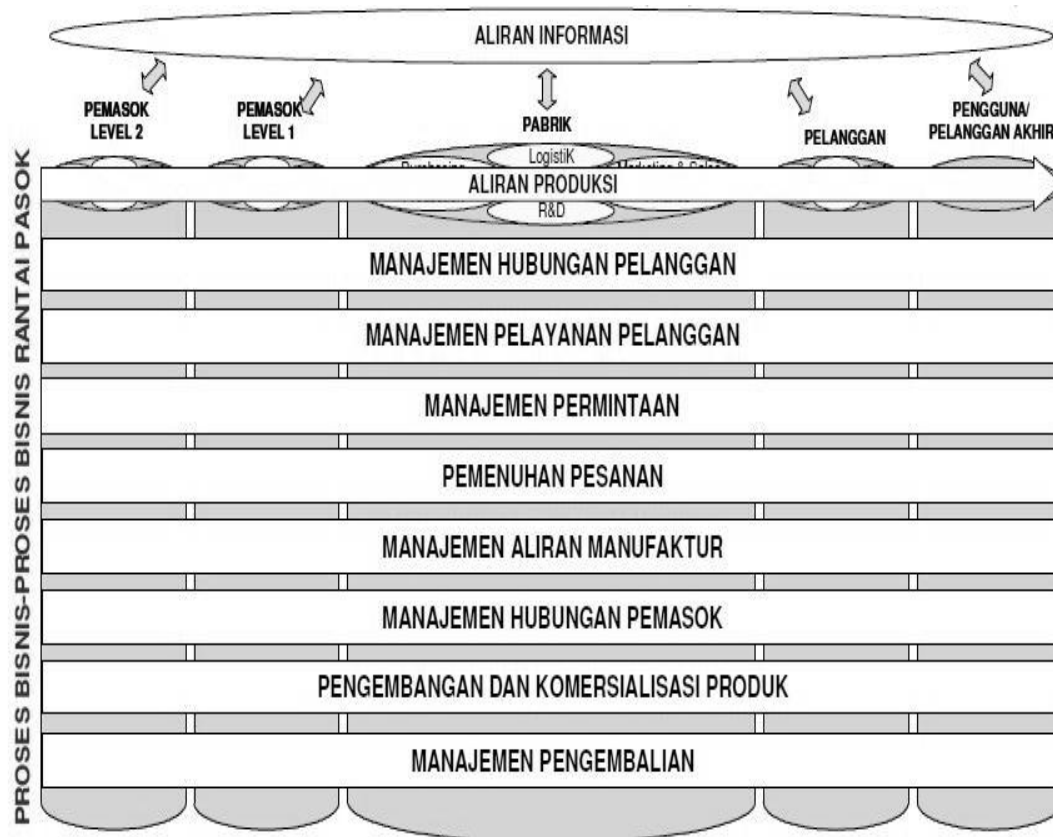 ALIRAN INFORMASI
PEMASOK
LEVEL 2
PEMASOK
LEVEL 1
PABRIK
PELANGGAN
PENGGUNA/
PELANGGAN AKHIR
LogistiK
ALIRAN PRODUKSI
R&D
PROSES BISNIS-PROSES BISNIS RANTAI PASOK
MANAJEMEN HUBUNGAN PELANGGAN
MANAJEMEN PELAYANAN PELANGGAN
MANAJEMEN PERMINTAAN
PEMENUHAN PESANAN
MANAJEMEN ALIRAN MANUFAKTUR
MANAJEMEN HUBUNGAN PEMASOK
PENGEMBANGAN DAN KOMERSIALISASI PRODUK
MANAJEMEN PENGEMBALIAN